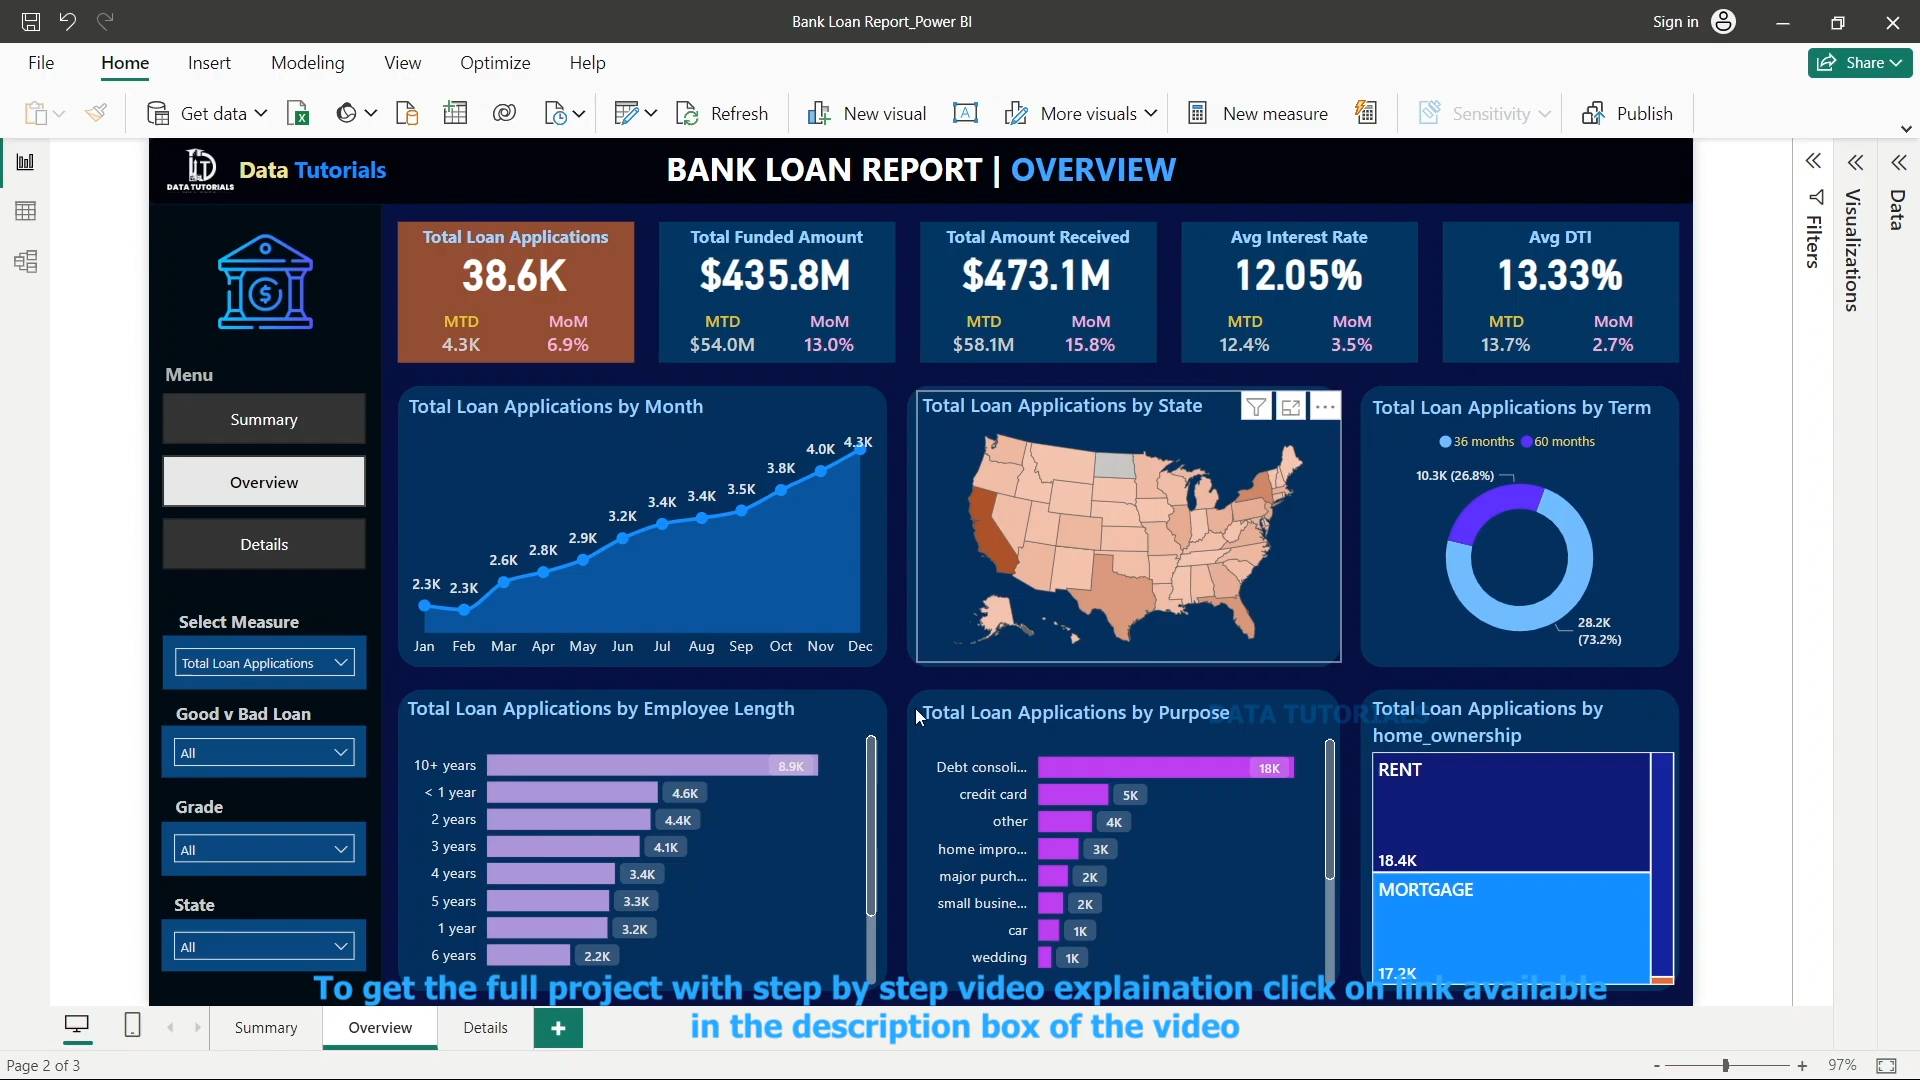 Bank Loan Report_Power BI
Sign in
File
Home
Insert
Modeling
View
Optimize
Help
Share
Get data
Refresh
New visual
A
More visuals
New measure
Sensitivity
Publish
DATA TUTORIALS
Data Tutorials
BANK LOAN REPORT | OVERVIEW
Filters
Visualizations
Data
Menu
Summary
Overview
Details
Select Measure
Total Loan Applications
Good v Bad Loan
All
Grade
All
State
All
Total Loan Applications
38.6K
MTD MoM
4.3K 6.9%
Total Funded Amount
$435.8M
MTD MoM
$54.0M 13.0%
Total Amount Received
$473.1M
MTD MoM
$58.1M 15.8%
Avg Interest Rate
12.05%
MTD MoM
12.4% 3.5%
Avg DTI
13.33%
MTD MoM
13.7% 2.7%
Total Loan Applications by Month
2.3K 2.3K 2.6K 2.8K 2.9K 3.2K 3.4K 3.4K 3.5K 3.8K 4.0K 4.3K
Jan Feb Mar Apr May Jun Jul Aug Sep Oct Nov Dec
Total Loan Applications by State
Total Loan Applications by Term
36 months 60 months
10.3K (26.8%)
28.2K
(73.2%)
Total Loan Applications by Employee Length
10+ years 8.9K
< 1 year 4.6K
2 years 4.4K
3 years 4.1K
4 years 3.4K
5 years 3.3K
1 year 3.2K
6 years 2.2K
Total Loan Applications by Purpose
DATA TUTORIALS
Debt consoli... 18K
credit card 5K
other 4K
home impro... 3K
major purch... 2K
small busine... 2K
car 1K
wedding 1K
Total Loan Applications by
home_ownership
RENT
18.4K
MORTGAGE
17.2K
To get the full project with step by step video explaination click on link available
in the description box of the video
Summary
Overview
Details
Page 2 of 3
97%